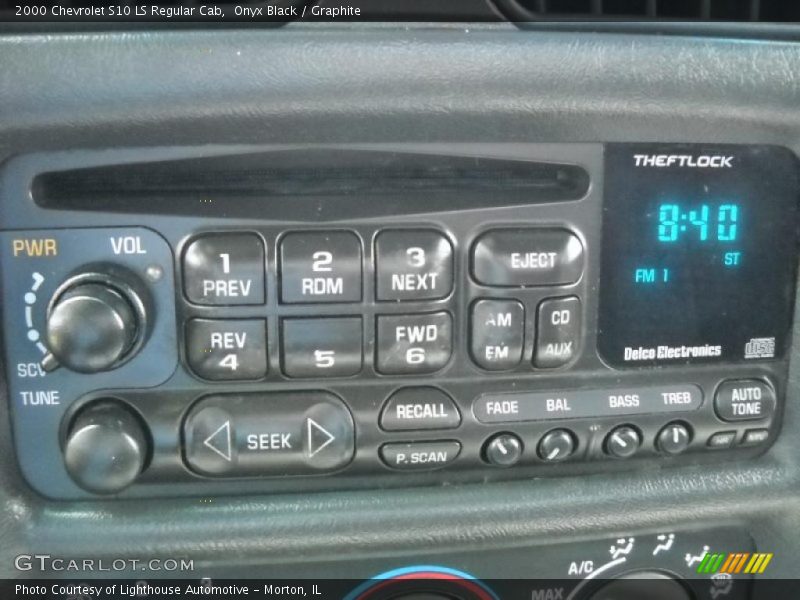 2000 Chevrolet S10 LS Regular Cab, Onyx Black / Graphite
THEFTLOCK
PWR VOL
1 2 3
PREV RDM NEXT
EJECT
8:40
ST
FM 1
REV 5 FWD
4 6
AM CD
FM AUX
Delco Electronics
SCV
TUNE
SEEK
RECALL
P.SCAN
FADE BAL BASS TREB
AUTO
TONE
GTCARLOT.COM
A/C
MAX
Photo Courtesy of Lighthouse Automotive - Morton, IL